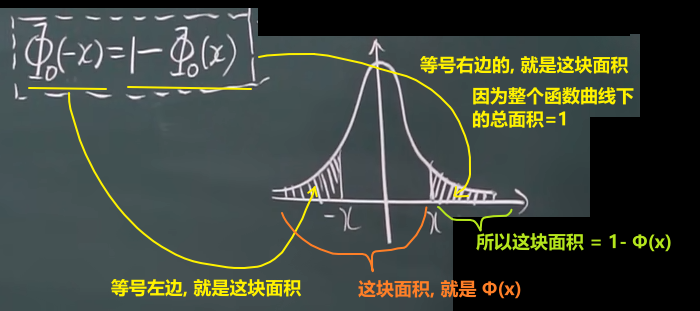 Φ₀(-x)=1-Φ₀(x)
等号右边的, 就是这块面积
因为整个函数曲线下
的总面积=1
-x
x
所以这块面积 = 1- Φ(x)
等号左边, 就是这块面积
这块面积, 就是 Φ(x)